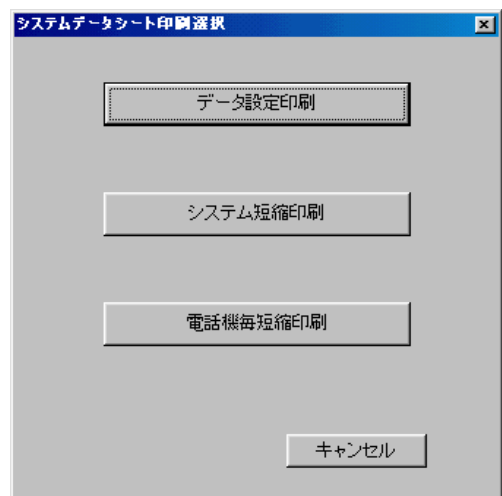 システムデータシート印刷選択
データ設定印刷
システム短縮印刷
電話機毎短縮印刷
キャンセル